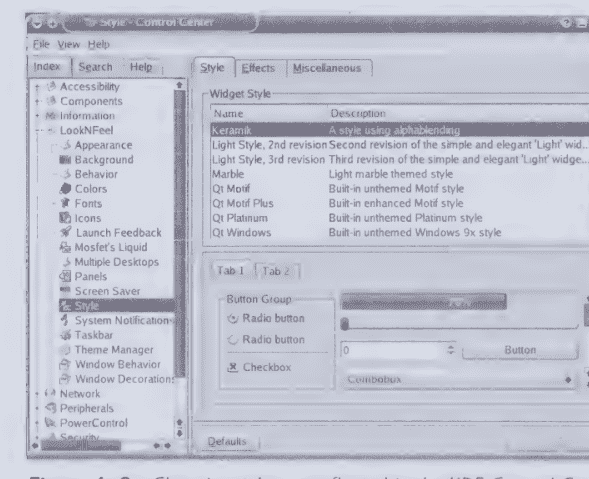 Style - Control Center
File View Help
Index Search Help
Accessibility
Components
Information
LookNFeel
Appearance
Background
Behavior
Colors
Fonts
Icons
Launch Feedback
Mosfet's Liquid
Multiple Desktops
Panels
Screen Saver
Style
System Notifications
Taskbar
Theme Manager
Window Behavior
Window Decorations
Network
Peripherals
PowerControl
Security
Style Effects Miscellaneous
Widget Style
Name Description
Keramik A style using alphablending
Light Style, 2nd revision Second revision of the simple and elegant 'Light' wid...
Light Style, 3rd revision Third revision of the simple and elegant 'Light' widge...
Marble Light marble themed style
Qt Motif Built-in unthemed Motif style
Qt Motif Plus Built-in enhanced Motif style
Qt Platinum Built-in unthemed Platinum style
Qt Windows Built-in unthemed Windows 9x style
Tab 1 Tab 2
Button Group
Radio button
Radio button
Checkbox
0
Button
Combobox
Defaults